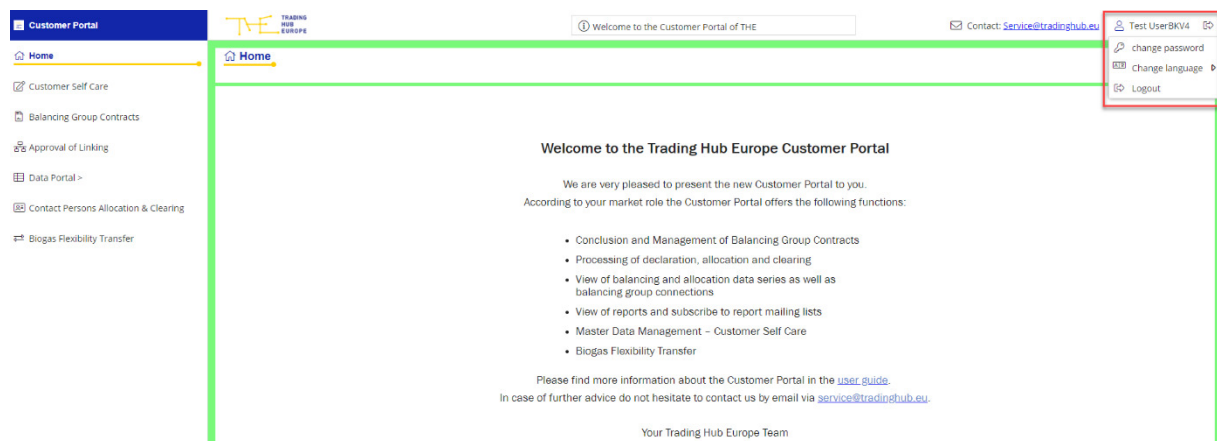 Customer Portal
THE TRADING
HUB
EUROPE
Welcome to the Customer Portal of THE
Contact: Service@tradinghub.eu
Test UserBKV4
change password
Change language
Logout
Home
Customer Self Care
Balancing Group Contracts
Approval of Linking
Data Portal >
Contact Persons Allocation & Clearing
Biogas Flexibility Transfer
Home
Welcome to the Trading Hub Europe Customer Portal
We are very pleased to present the new Customer Portal to you.
According to your market role the Customer Portal offers the following functions:
• Conclusion and Management of Balancing Group Contracts
• Processing of declaration, allocation and clearing
• View of balancing and allocation data series as well as
balancing group connections
• View of reports and subscribe to report mailing lists
• Master Data Management – Customer Self Care
• Biogas Flexibility Transfer
Please find more information about the Customer Portal in the user guide.
In case of further advice do not hesitate to contact us by email via service@tradinghub.eu.
Your Trading Hub Europe Team